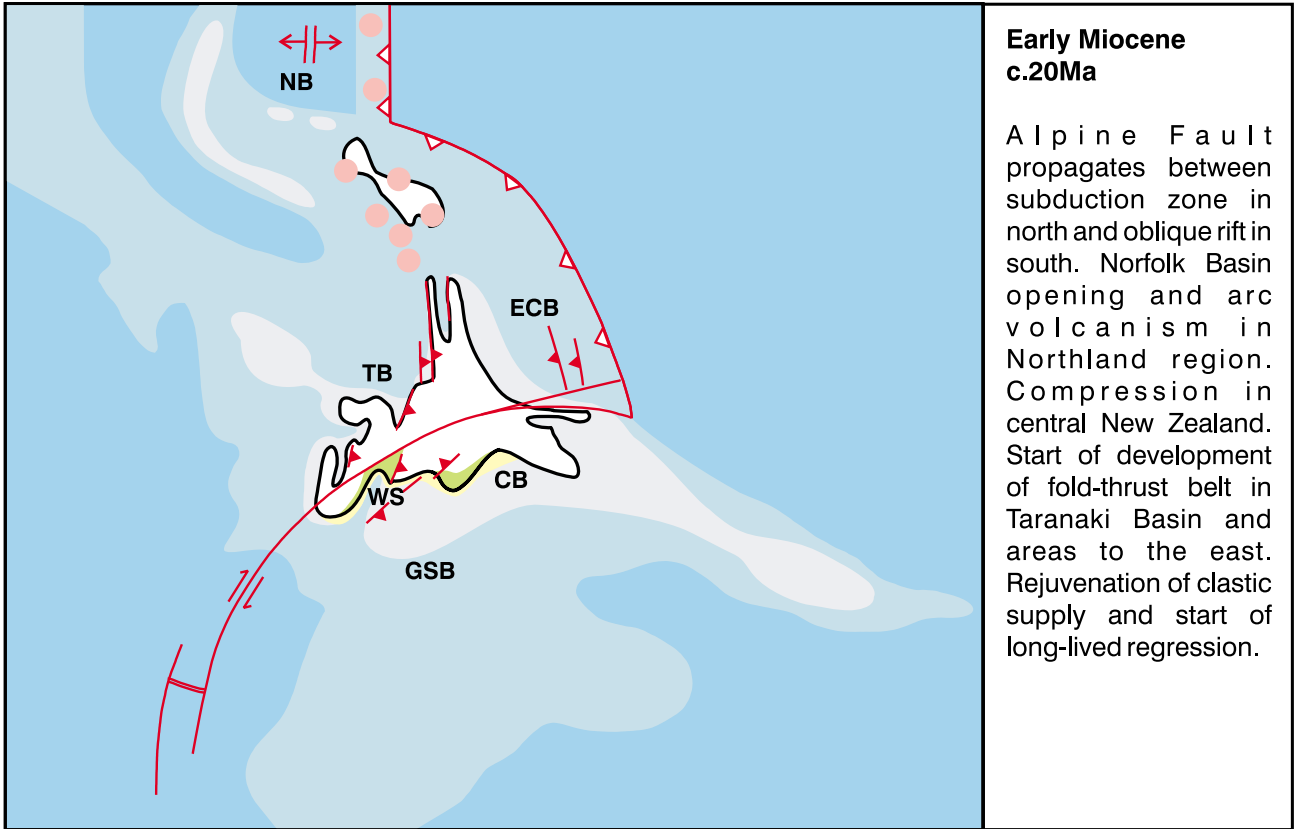 NB
ECB
TB
WS
CB
GSB
Early Miocene
c.20Ma
Alpine Fault
propagates between
subduction zone in
north and oblique rift in
south. Norfolk Basin
opening and arc
volcanism in
Northland region.
Compression in
central New Zealand.
Start of development
of fold-thrust belt in
Taranaki Basin and
areas to the east.
Rejuvenation of clastic
supply and start of
long-lived regression.